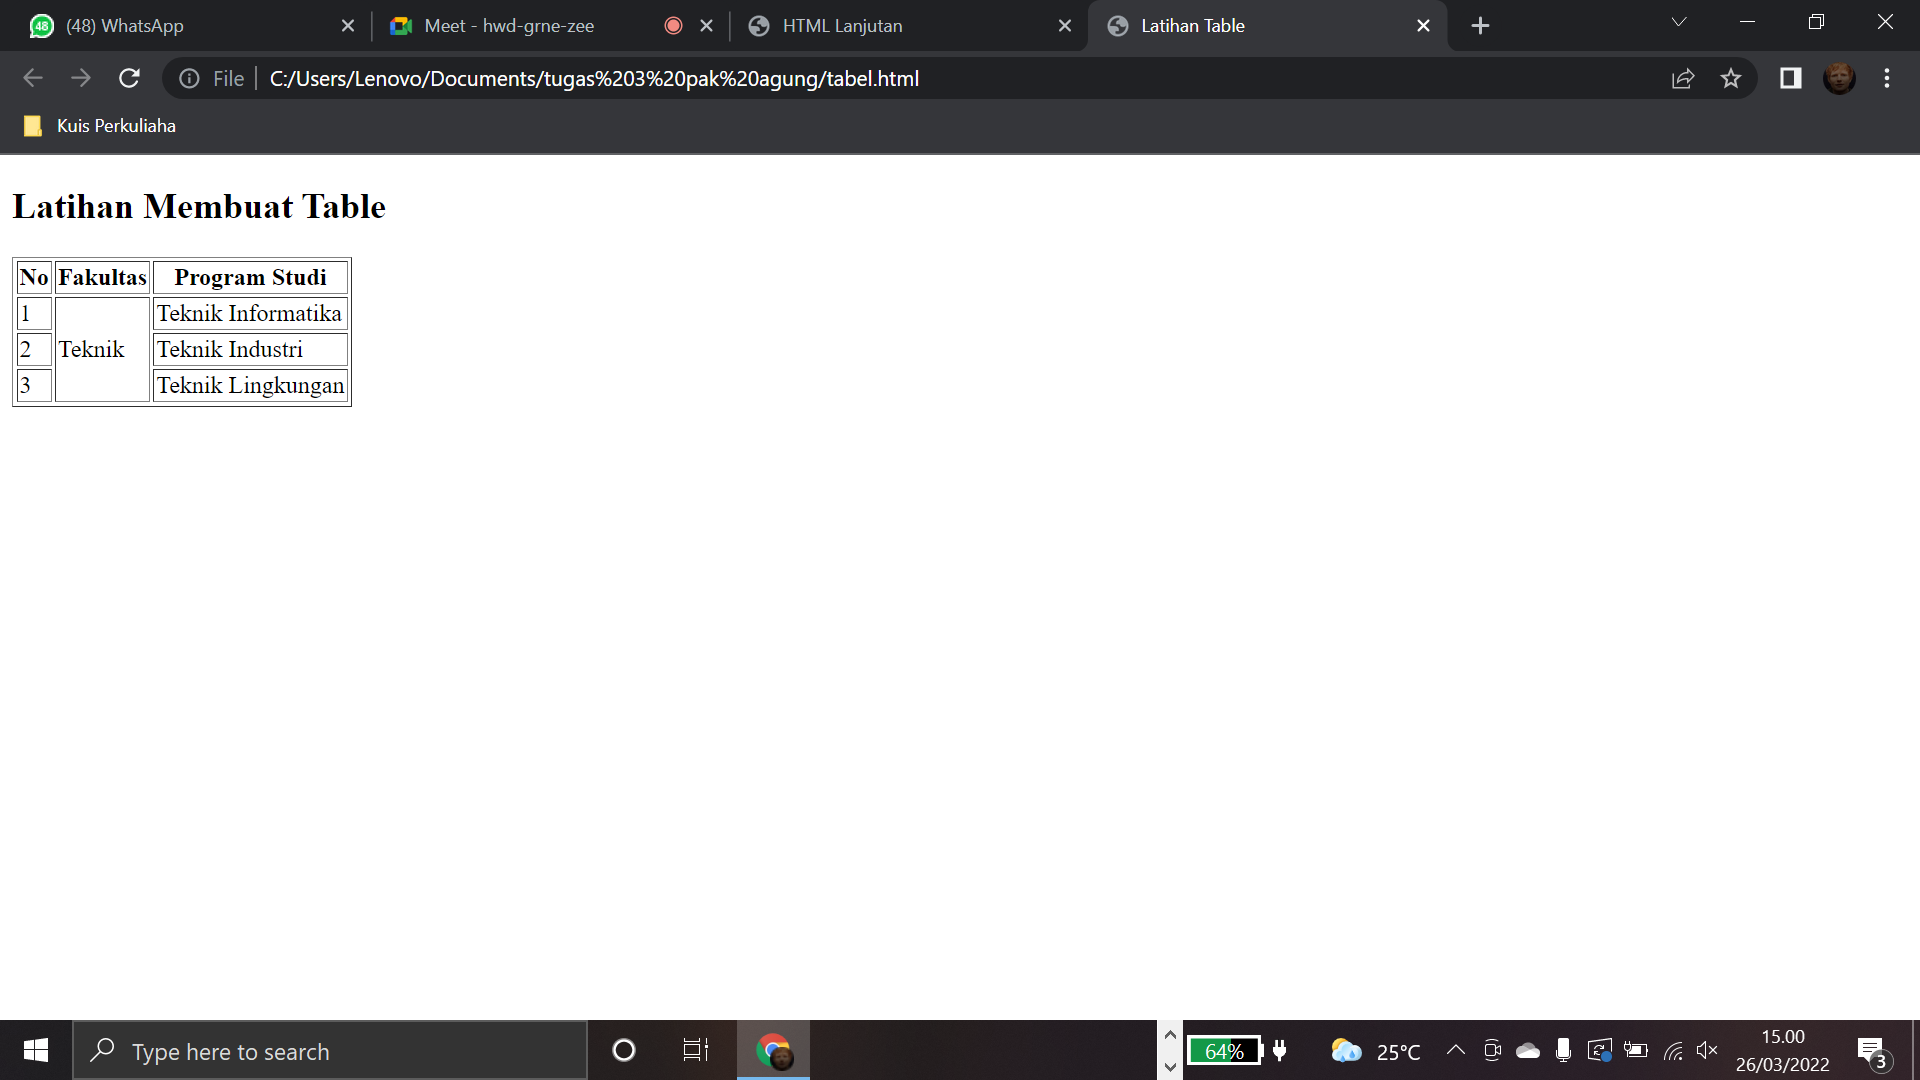 (48) WhatsApp
Meet - hwd-grne-zee
HTML Lanjutan
Latihan Table
File
C:/Users/Lenovo/Documents/tugas%203%20pak%20agung/tabel.html
Kuis Perkuliaha
Latihan Membuat Table
No Fakultas Program Studi
1 Teknik Informatika
2 Teknik Teknik Industri
3 Teknik Lingkungan
Type here to search
64%
25°C
15.00
26/03/2022
3
48